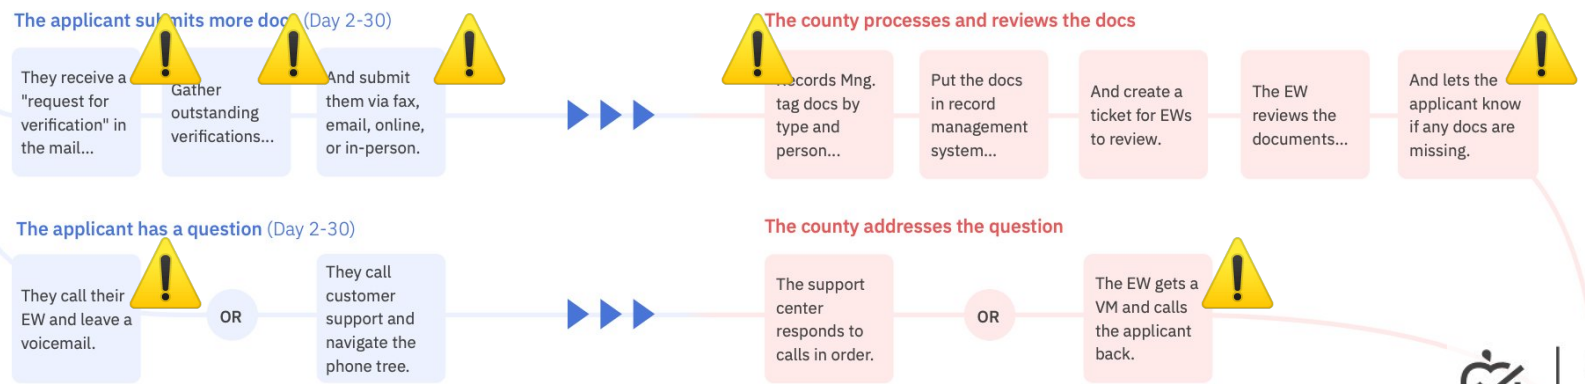 The applicant submits more docs (Day 2-30)
They receive a
"request for
verification" in
the mail...
Gather
outstanding
verifications...
And submit
them via fax,
email, online,
or in-person.
The county processes and reviews the docs
Records Mng.
tag docs by
type and
person...
Put the docs
in record
management
system...
And create a
ticket for EWs
to review.
The EW
reviews the
documents...
And lets the
applicant know
if any docs are
missing.
The applicant has a question (Day 2-30)
They call their
EW and leave a
voicemail.
OR
They call
customer
support and
navigate the
phone tree.
The county addresses the question
The support
center
responds to
calls in order.
OR
The EW gets a
VM and calls
the applicant
back.